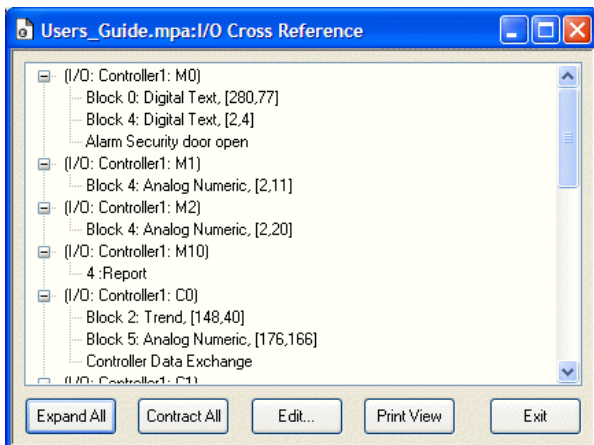 Users_Guide.mpa:I/O Cross Reference
(I/O: Controller1: M0)
Block 0: Digital Text, [280,77]
Block 4: Digital Text, [2,4]
Alarm Security door open
(I/O: Controller1: M1)
Block 4: Analog Numeric, [2,11]
(I/O: Controller1: M2)
Block 4: Analog Numeric, [2,20]
(I/O: Controller1: M10)
4 :Report
(I/O: Controller1: C0)
Block 2: Trend, [148,40]
Block 5: Analog Numeric, [176,166]
Controller Data Exchange
(I/O: Controller1: C1)
Expand All Contract All Edit... Print View Exit